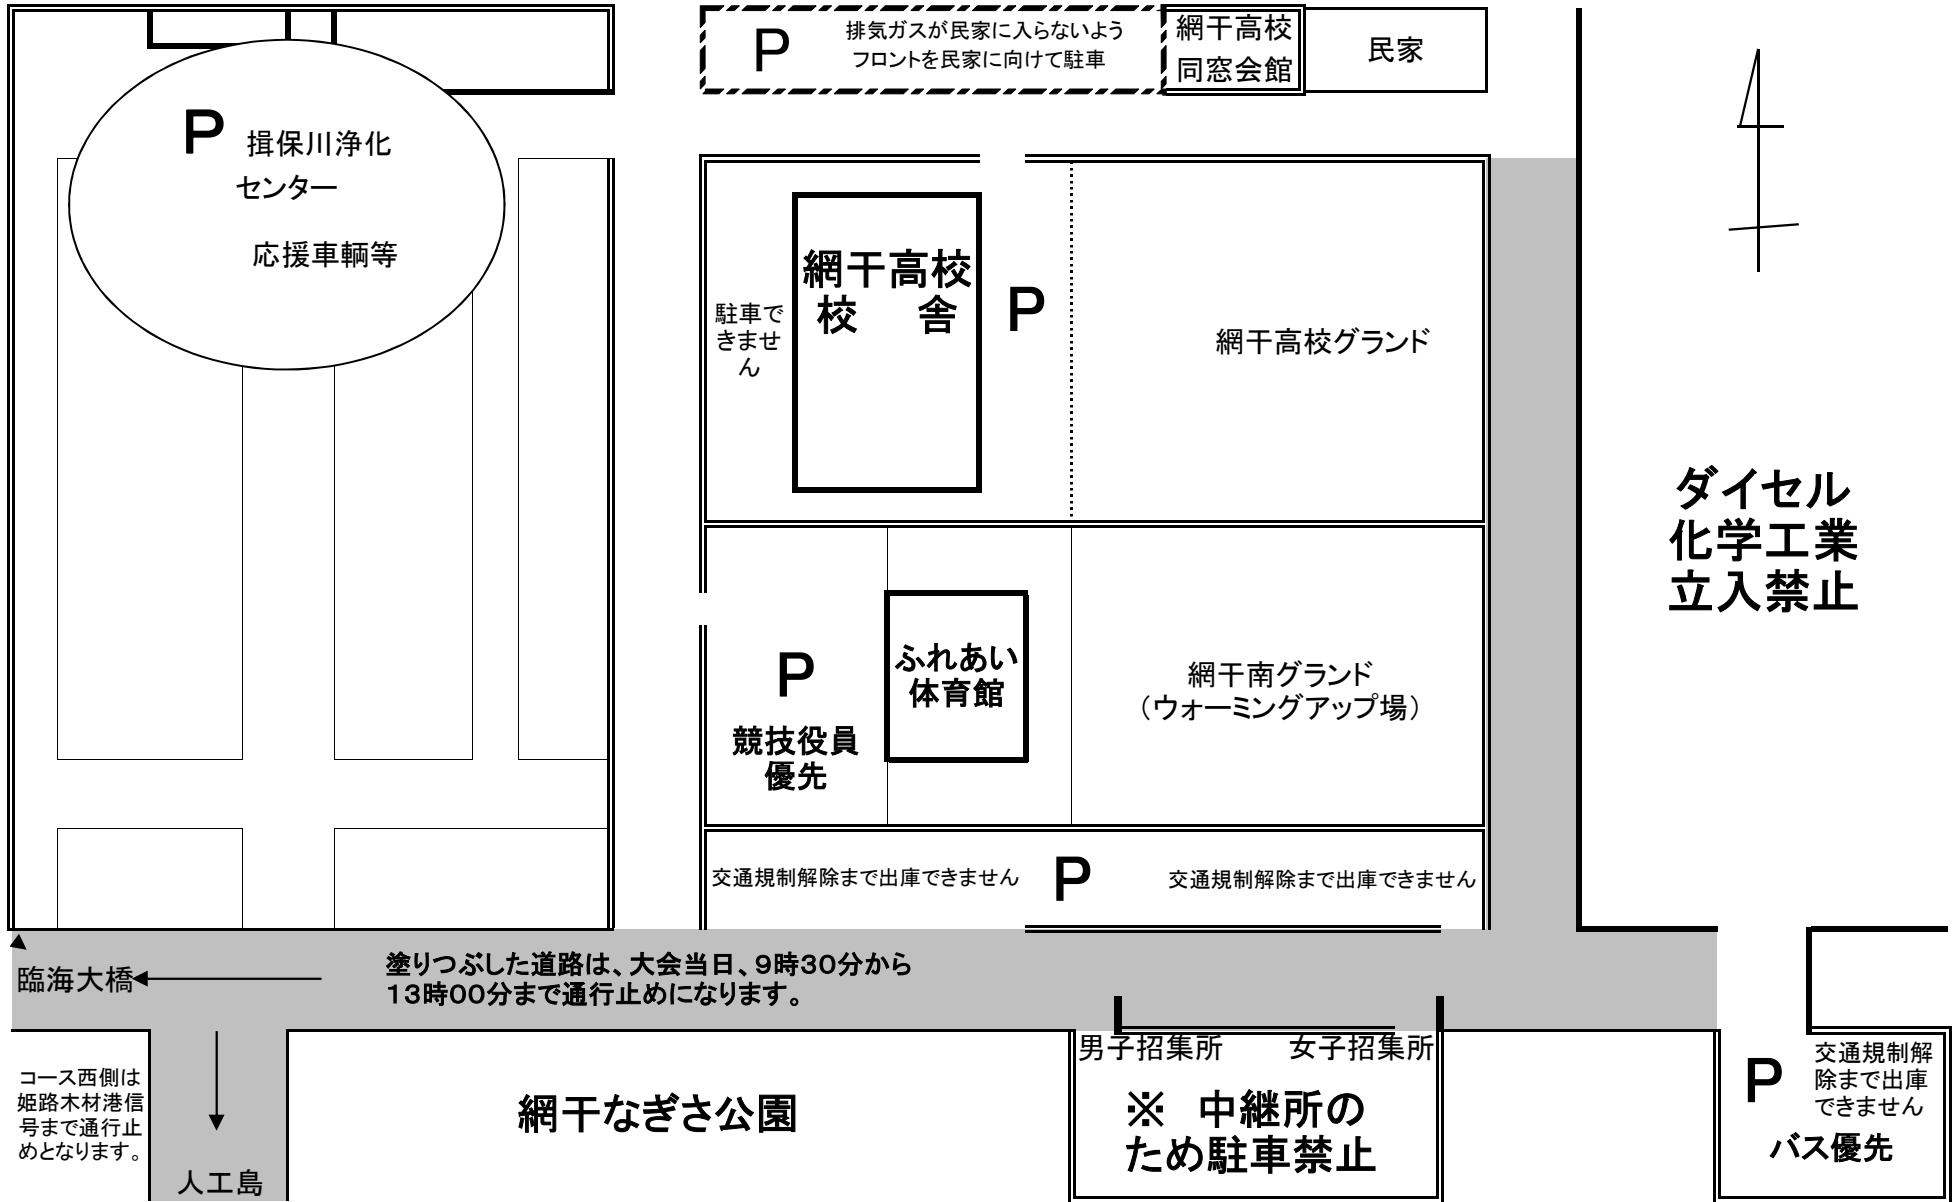 P
排気ガスが民家に入らないよう
フロントを民家に向けて駐車
網干高校
同窓会館
民家
P
揖保川浄化
センター
応援車輌等
網干高校
校 舎
駐車で
きませ
ん
P
網干高校グランド
ダイセル
化学工業
立入禁止
P
競技役員
優先
ふれあい
体育館
網干南グランド
（ウォーミングアップ場）
交通規制解除まで出庫できません
P
交通規制解除まで出庫できません
臨海大橋
塗りつぶした道路は、大会当日、９時３０分から
１３時００分まで通行止めになります。
男子招集所
女子招集所
コース西側は
姫路木材港信
号まで通行止
めとなります。
人工島
網干なぎさ公園
※ 中継所の
ため駐車禁止
P
交通規制解
除まで出庫
できません
バス優先